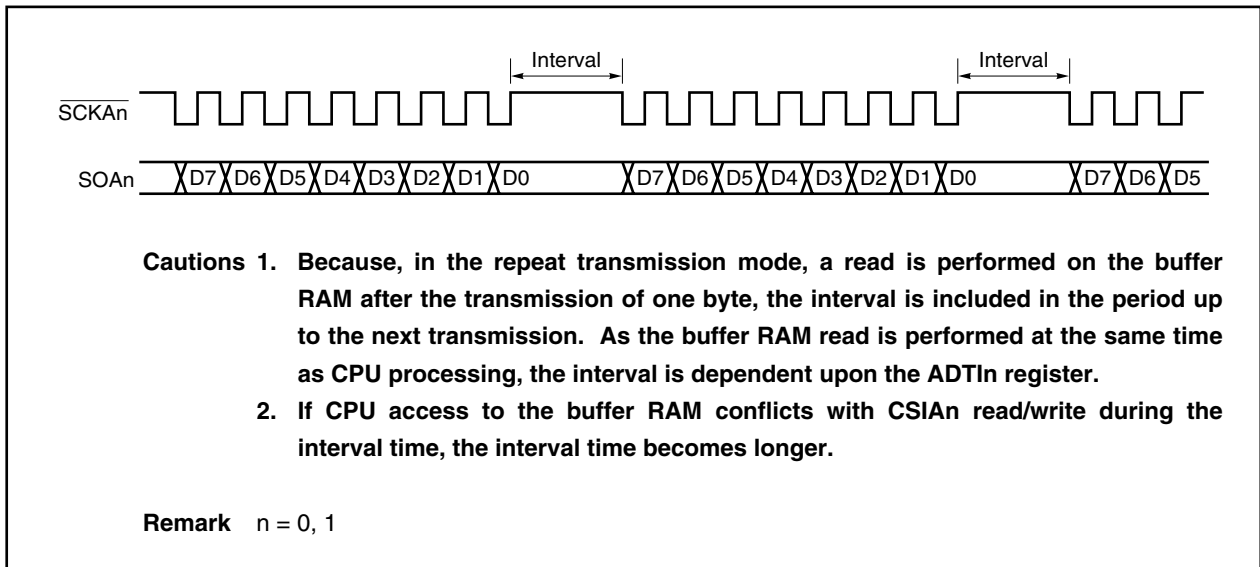 Interval Interval
SCKAn
SOAn D7 D6 D5 D4 D3 D2 D1 D0 D7 D6 D5 D4 D3 D2 D1 D0 D7 D6 D5
Cautions 1. Because, in the repeat transmission mode, a read is performed on the buffer
RAM after the transmission of one byte, the interval is included in the period up
to the next transmission. As the buffer RAM read is performed at the same time
as CPU processing, the interval is dependent upon the ADTIn register.
2. If CPU access to the buffer RAM conflicts with CSIAn read/write during the
interval time, the interval time becomes longer.
Remark n = 0, 1